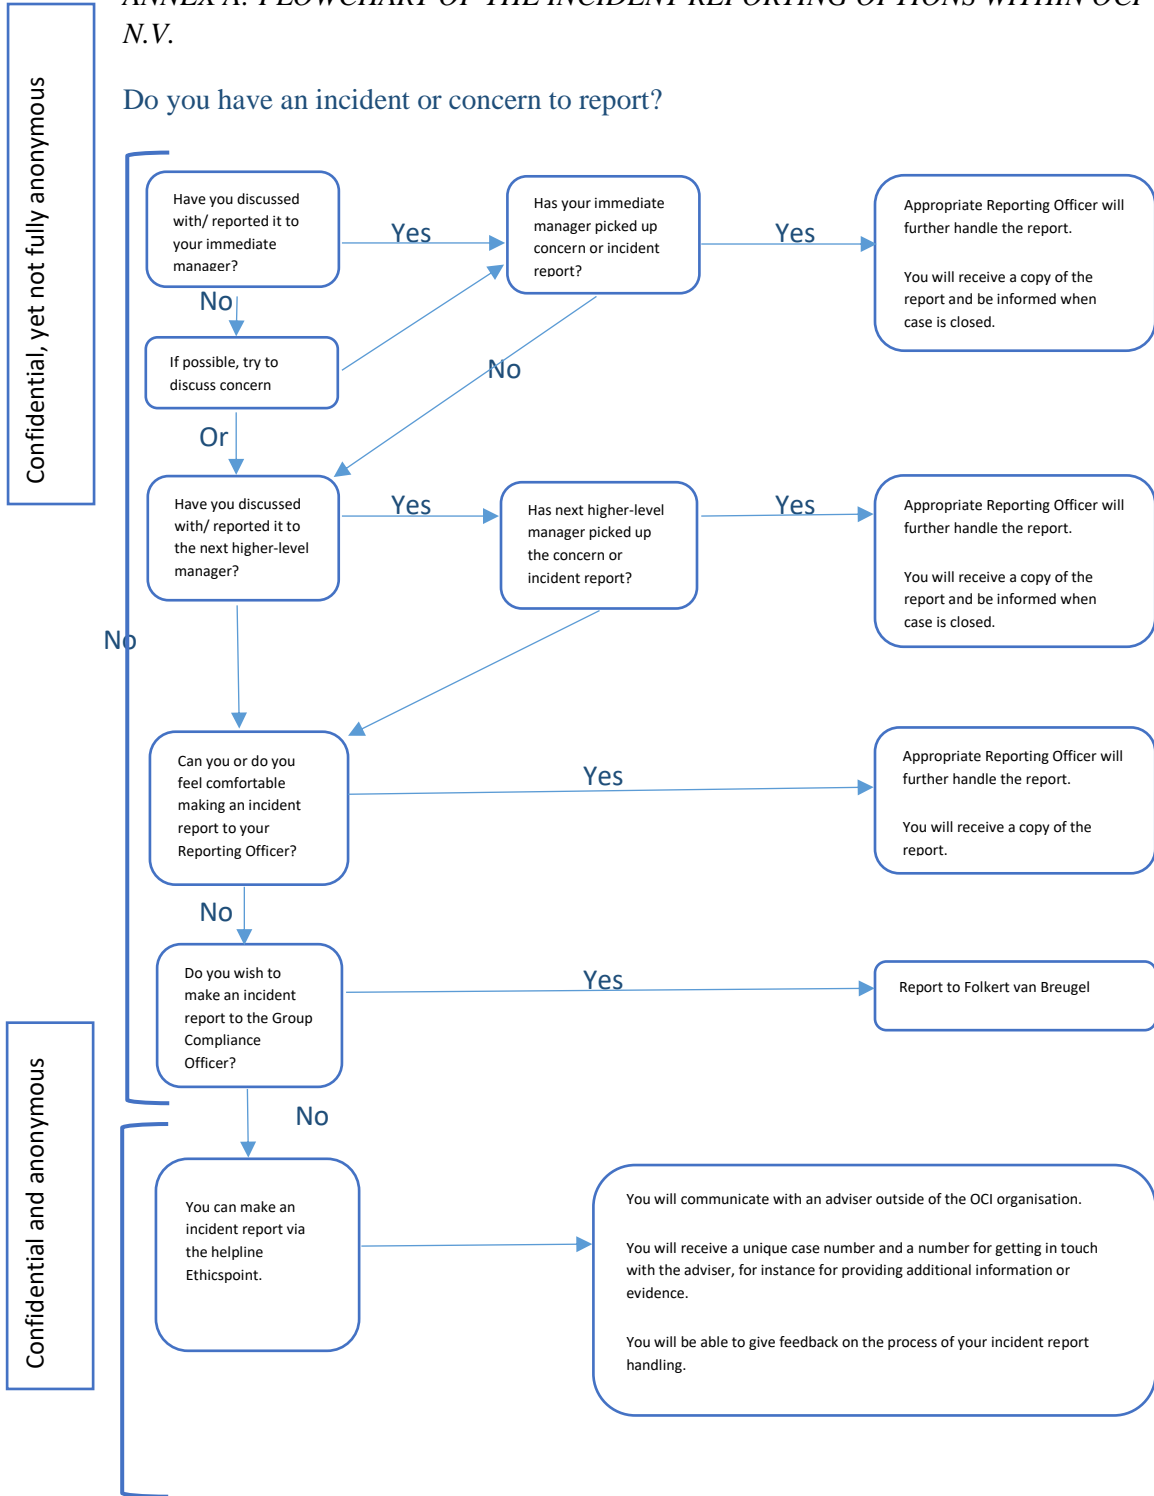 ANNEX A: FLOWCHART OF THE INCIDENT REPORTING OPTIONS WITHIN OCI
N.V.
Do you have an incident or concern to report?
Confidential, yet not fully anonymous
Have you discussed
with/ reported it to
your immediate
manager?
Yes
Has your immediate
manager picked up
concern or incident
report?
Yes
Appropriate Reporting Officer will
further handle the report.
You will receive a copy of the
report and be informed when
case is closed.
No
If possible, try to
discuss concern
No
Or
Have you discussed
with/ reported it to
the next higher-level
manager?
Yes
Has next higher-level
manager picked up
the concern or
incident report?
Yes
Appropriate Reporting Officer will
further handle the report.
You will receive a copy of the
report and be informed when
case is closed.
No
Can you or do you
feel comfortable
making an incident
report to your
Reporting Officer?
Yes
Appropriate Reporting Officer will
further handle the report.
You will receive a copy of the
report.
No
Do you wish to
make an incident
report to the Group
Compliance
Officer?
Yes
Report to Folkert van Breugel
No
Confidential and anonymous
You can make an
incident report via
the helpline
Ethicspoint.
You will communicate with an adviser outside of the OCI organisation.
You will receive a unique case number and a number for getting in touch
with the adviser, for instance for providing additional information or
evidence.
You will be able to give feedback on the process of your incident report
handling.